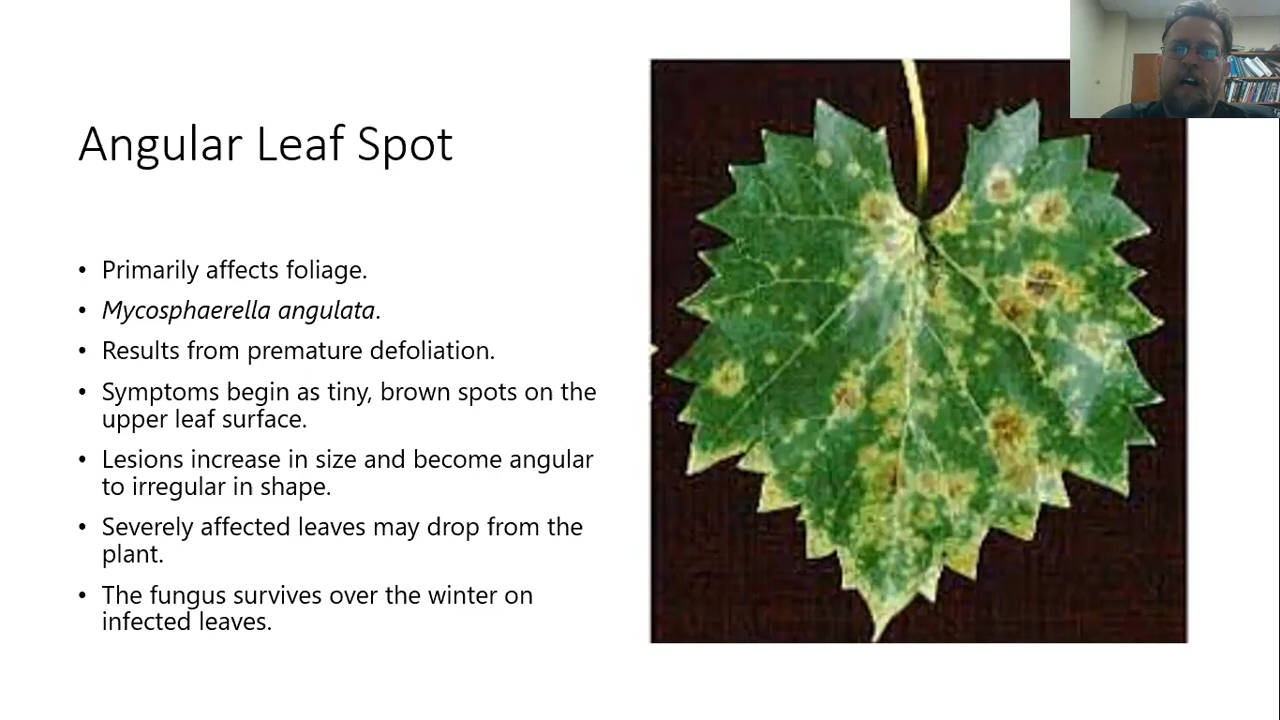 Angular Leaf Spot
• Primarily affects foliage.
• Mycosphaerella angulata.
• Results from premature defoliation.
• Symptoms begin as tiny, brown spots on the
upper leaf surface.
• Lesions increase in size and become angular
to irregular in shape.
• Severely affected leaves may drop from the
plant.
• The fungus survives over the winter on
infected leaves.